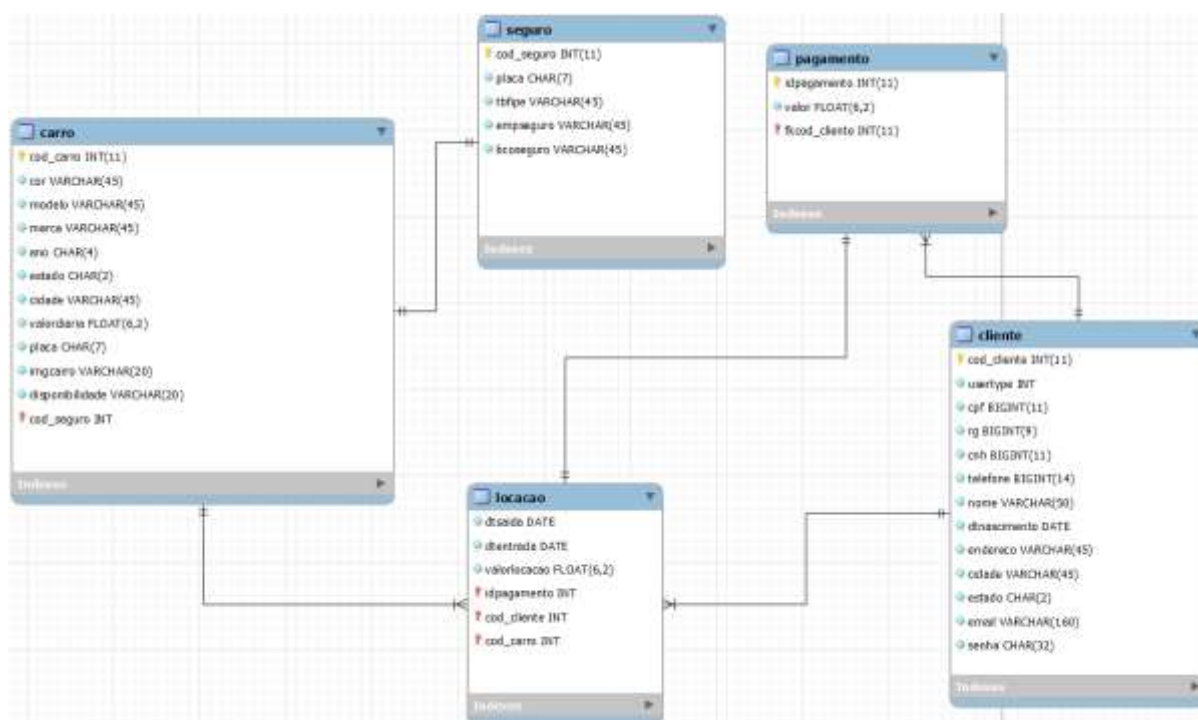 seguro
cod_seguro INT(11)
placa CHAR(7)
tbfipe VARCHAR(45)
empseguro VARCHAR(45)
bcoseguro VARCHAR(45)
Indexes
pagamento
idpagamento INT(11)
valor FLOAT(6,2)
fkcod_cliente INT(11)
Indexes
carro
cod_carro INT(11)
cor VARCHAR(45)
modelo VARCHAR(45)
marca VARCHAR(45)
ano CHAR(4)
estado CHAR(2)
cidade VARCHAR(45)
valordiaria FLOAT(6,2)
placa CHAR(7)
imgcarro VARCHAR(20)
disponibilidade VARCHAR(20)
cod_seguro INT
Indexes
cliente
cod_cliente INT(11)
usertype INT
cpf BIGINT(11)
rg BIGINT(9)
cnh BIGINT(11)
telefone BIGINT(14)
nome VARCHAR(50)
dtnascimento DATE
endereco VARCHAR(45)
cidade VARCHAR(45)
estado CHAR(2)
email VARCHAR(160)
senha CHAR(32)
Indexes
locacao
dtsaida DATE
dtentrada DATE
valorlocacao FLOAT(6,2)
idpagamento INT
cod_cliente INT
cod_carro INT
Indexes